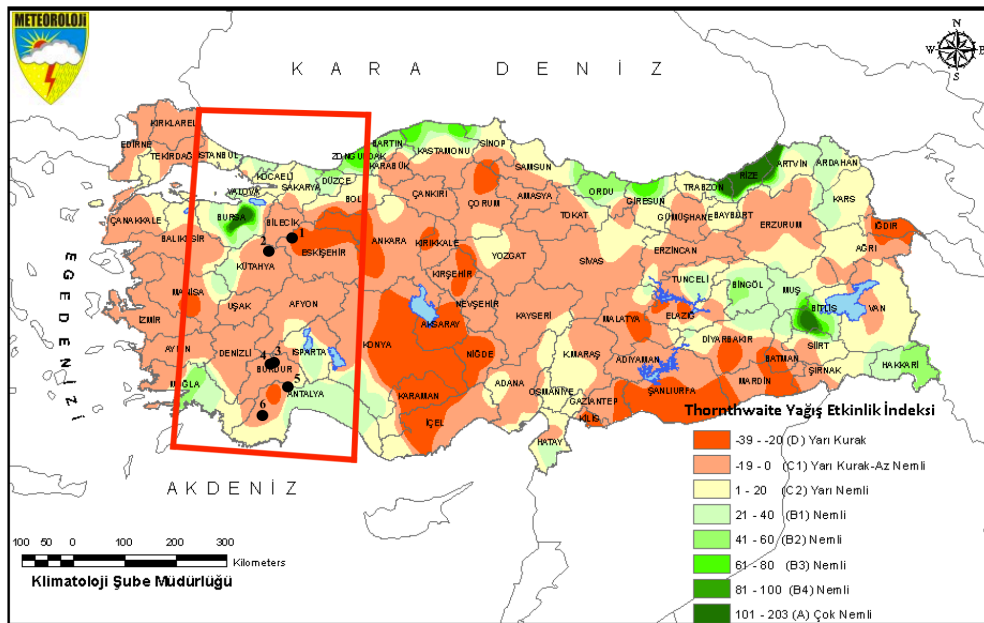 METEOROLOJİ
KARA DENİZ
N
W E
S
KIRKLAREL
EDİRNE
TEKİRDAĞ
İSTANBUL
KOCAELİ
YALOVA
SAKARYA
DÜZCE
ZONGULDAK
BARTIN
KARABÜK
KASTAMONU
SİNOP
SAMSUN
ORDU
GİRESUN
TRABZON
RİZE
ARTVİN
ARDAHAN
KARS
ÇANAKKALE
BALIKESİR
BURSA
BİLECİK
BOL
ÇANKIRI
ÇORUM
AMASYA
TOKAT
GÜMÜŞHANE
BAYBURT
ERZURUM
IĞDIR
AĞRI
1
2
ESKİŞEHİR
ANKARA
KIRIKKALE
YOZGAT
SİVAS
ERZİNCAN
KÜTAHYA
KIRŞEHİR
TUNCELİ
BİNGÖL
MUŞ
BİTLİS
VAN
EGE DENİZİ
MANİSA
İZMİR
UŞAK
AFYON
NEVŞEHİR
KAYSERİ
AKSARAY
MALATYA
ELAZIĞ
AYDIN
DENİZLİ
4 3
BURDUR
ISPARTA
KONYA
NİĞDE
K.MARAŞ
ADIYAMAN
DİYARBAKIR
BATMAN
SİİRT
ŞIRNAK
HAKKARİ
MUĞLA
5
ANTALYA
6
KARAMAN
İÇEL
ADANA
OSMANİYE
GAZİANTEP
KİLİS
ŞANLIURFA
MARDİN
HATAY
AKDENİZ
Thornthwaite Yağış Etkinlik İndeksi
-39 - -20 (D) Yarı Kurak
-19 - 0 (C1) Yarı Kurak-Az Nemli
1 - 20 (C2) Yarı Nemli
21 - 40 (B1) Nemli
41 - 60 (B2) Nemli
61 - 80 (B3) Nemli
81 - 100 (B4) Nemli
101 - 203 (A) Çok Nemli
100 50 0 100 200 300
Kilometers
Klimatoloji Şube Müdürlüğü